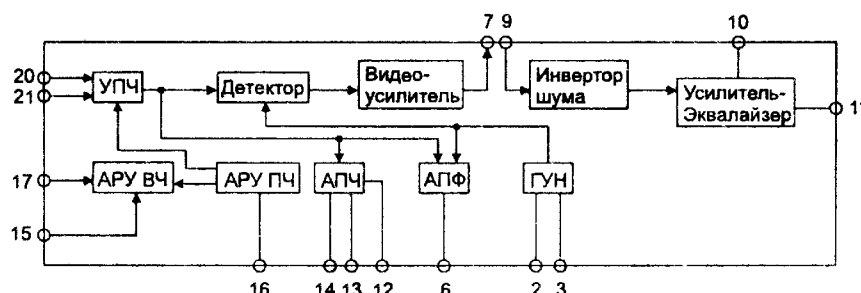 7 9 10
20
21
УПЧ
Детектор
Видео-
усилитель
Инвертор
шума
Усилитель-
Эквалайзер
17
АРУ ВЧ
АРУ ПЧ
АПЧ
АПФ
ГУН
15
16 14 13 12 6 2 3